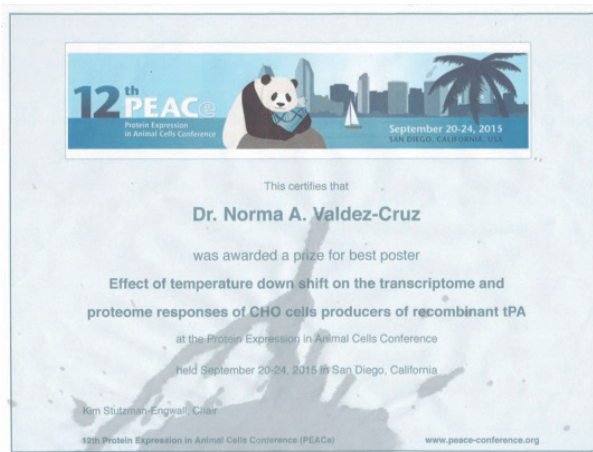 12th PEACe
Protein Expression
in Animal Cells Conference
September 20-24, 2015
SAN DIEGO, CALIFORNIA, USA
This certifies that
Dr. Norma A. Valdez-Cruz
was awarded a prize for best poster
Effect of temperature down shift on the transcriptome and
proteome responses of CHO cells producers of recombinant tPA
at the Protein Expression in Animal Cells Conference
held September 20-24, 2015 in San Diego, California
Kim Stutzman-Engwall, Chair
12th Protein Expression in Animal Cells Conference (PEACe)
www.peace-conference.org